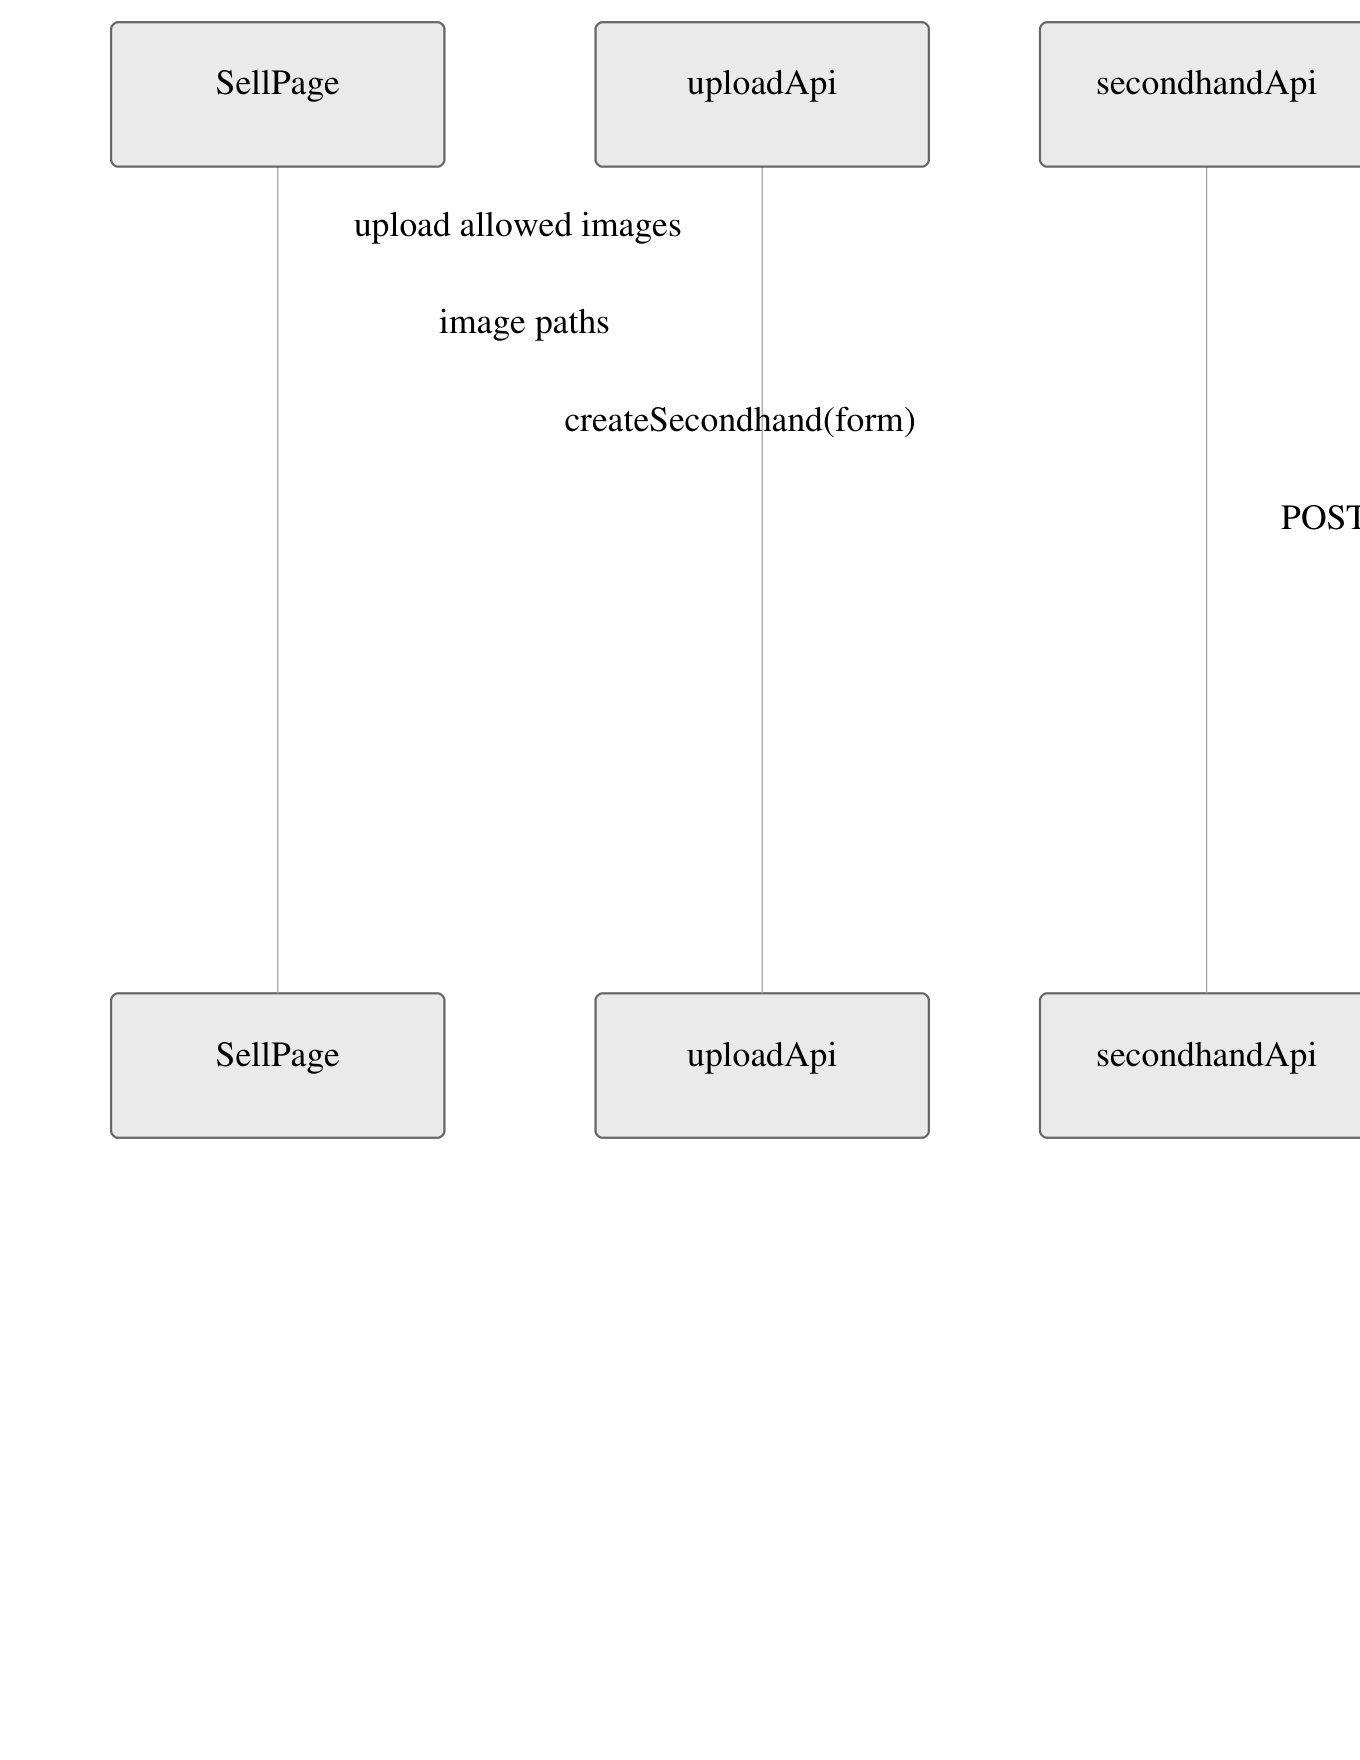 SellPage
uploadApi
secondhandApi
upload allowed images
image paths
createSecondhand(form)
POST
SellPage
uploadApi
secondhandApi